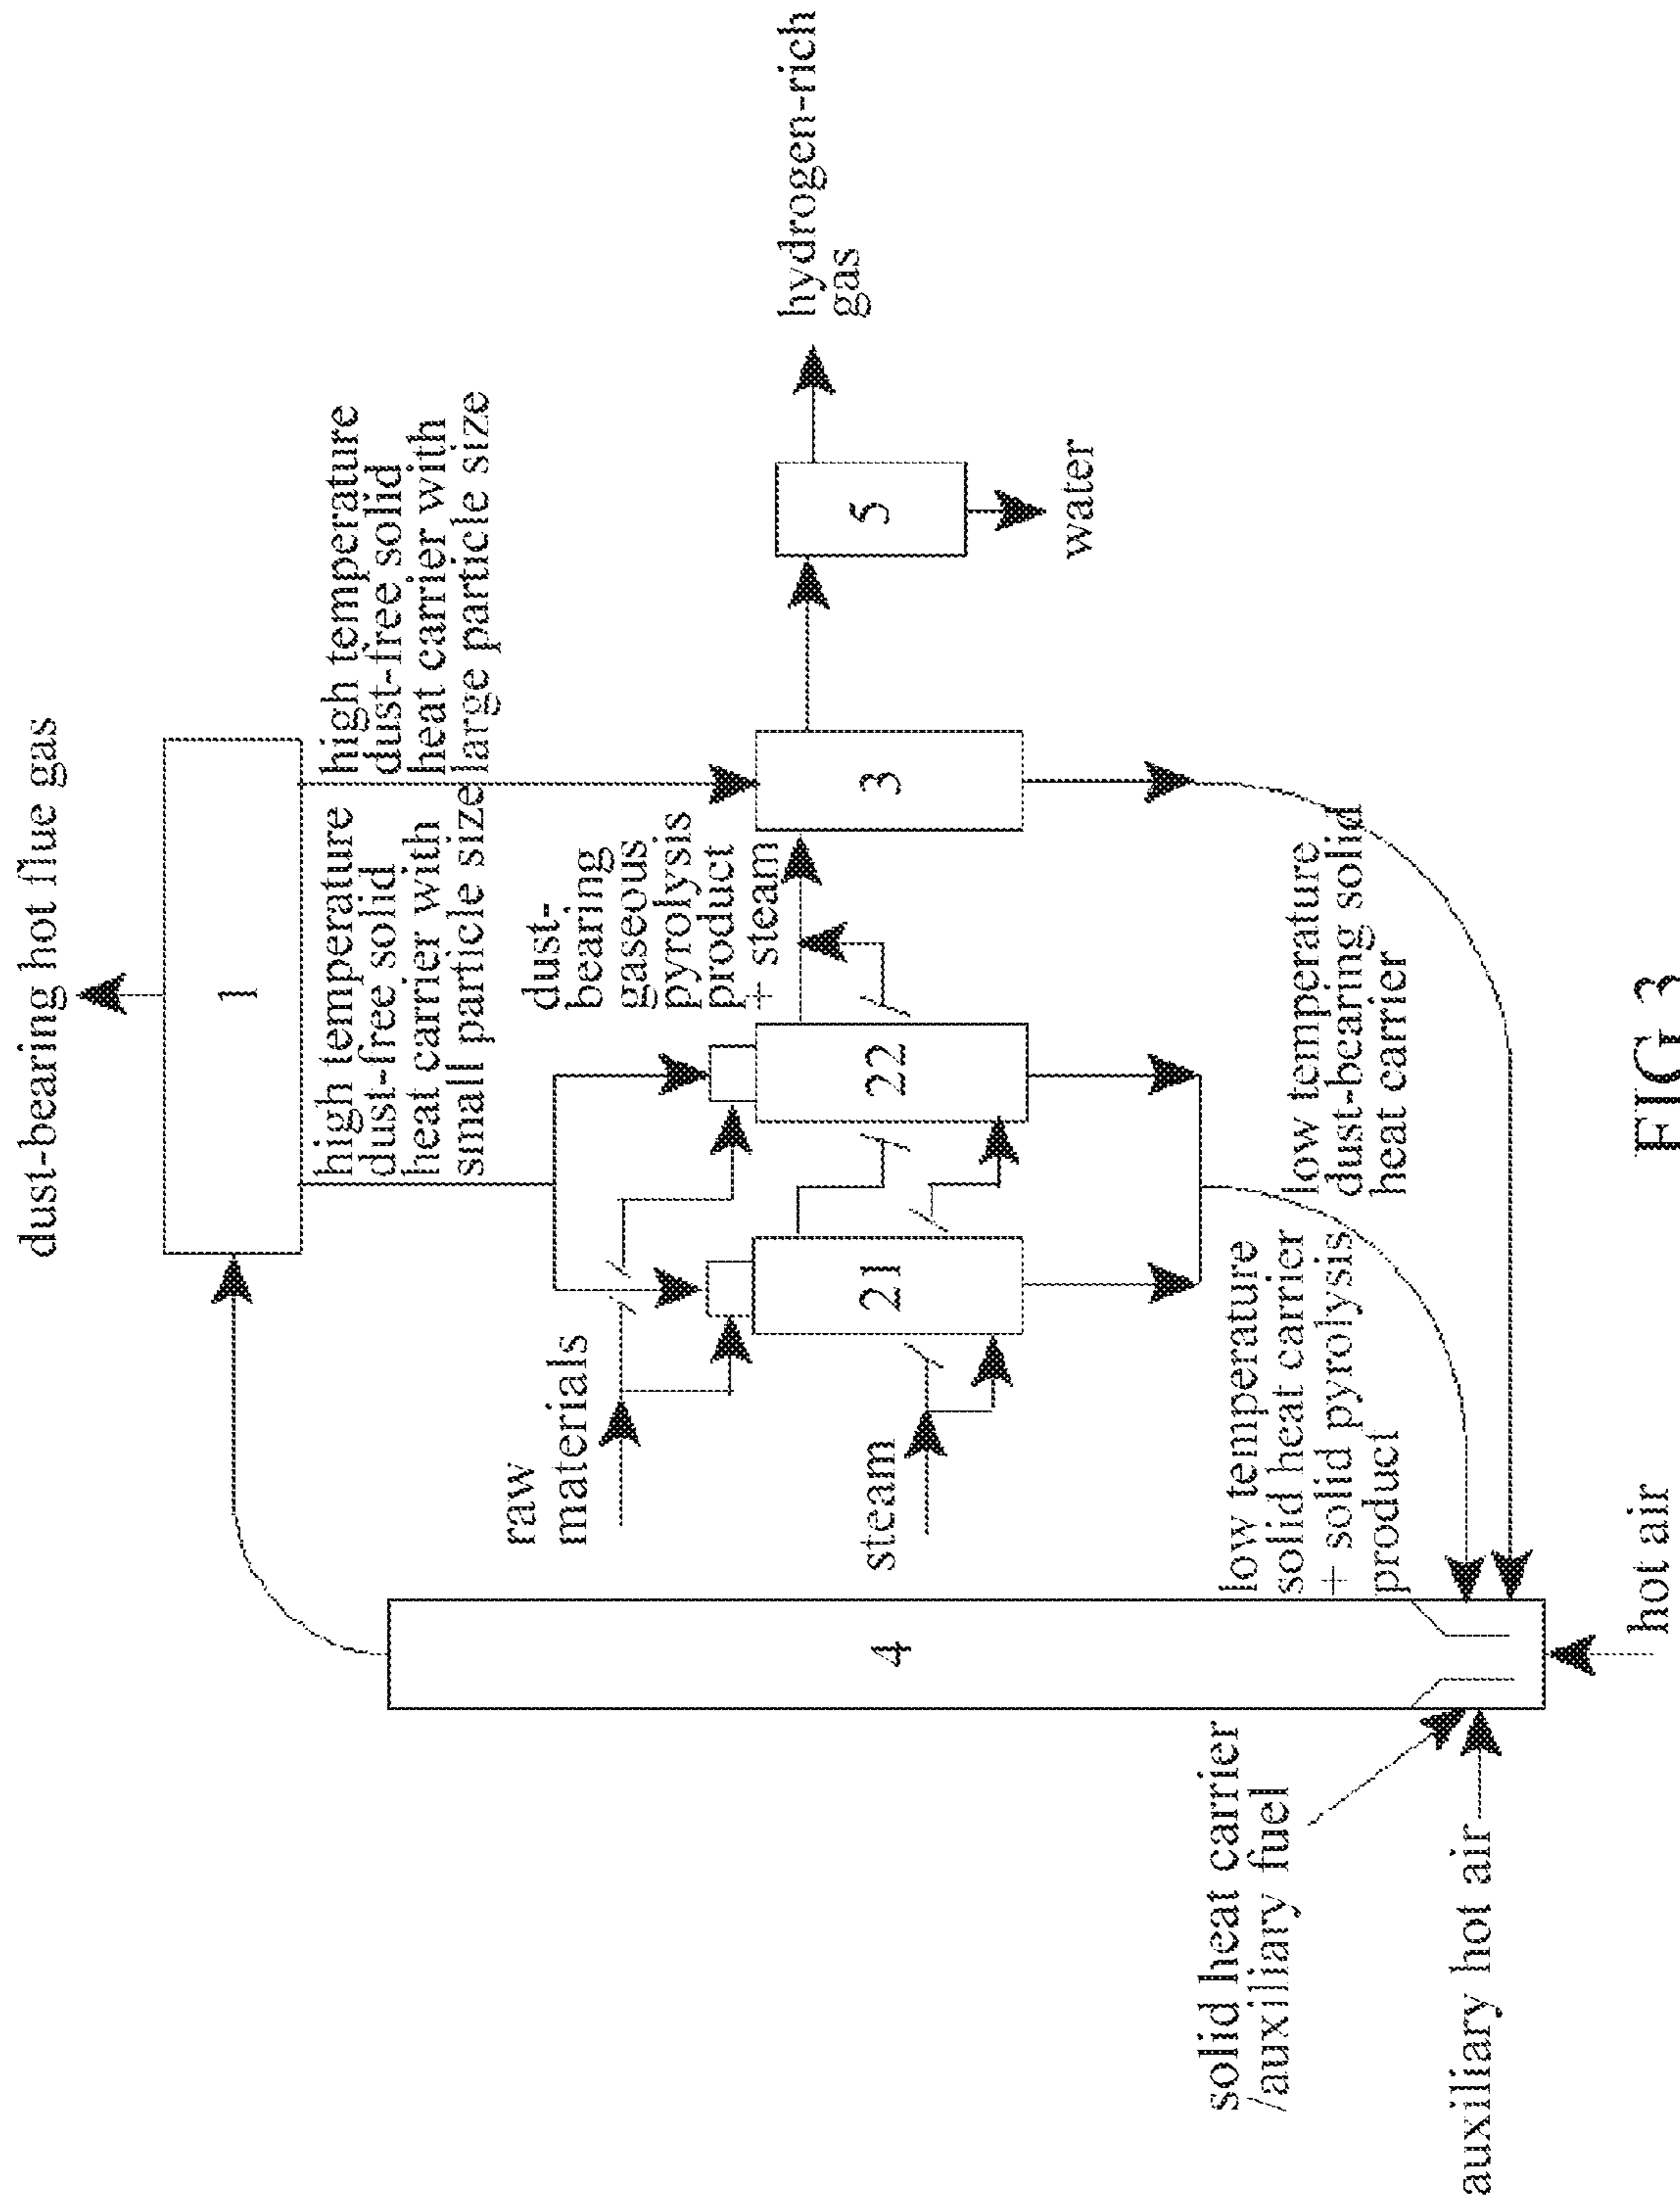 dust-bearing hot flue gas
1
high temperature
dust-free solid
heat carrier with
small particle size
high temperature
dust-free solid
heat carrier with
large particle size
raw
materials
dust-
bearing
gaseous
pyrolysis
product
+ steam
steam
4
21
22
3
5
hydrogen-rich
gas
water
low temperature
solid heat carrier
+ solid pyrolysis
product
low temperature
dust-bearing solid
heat carrier
solid heat carrier
/auxiliary fuel
auxiliary hot air
hot air
FIG 3